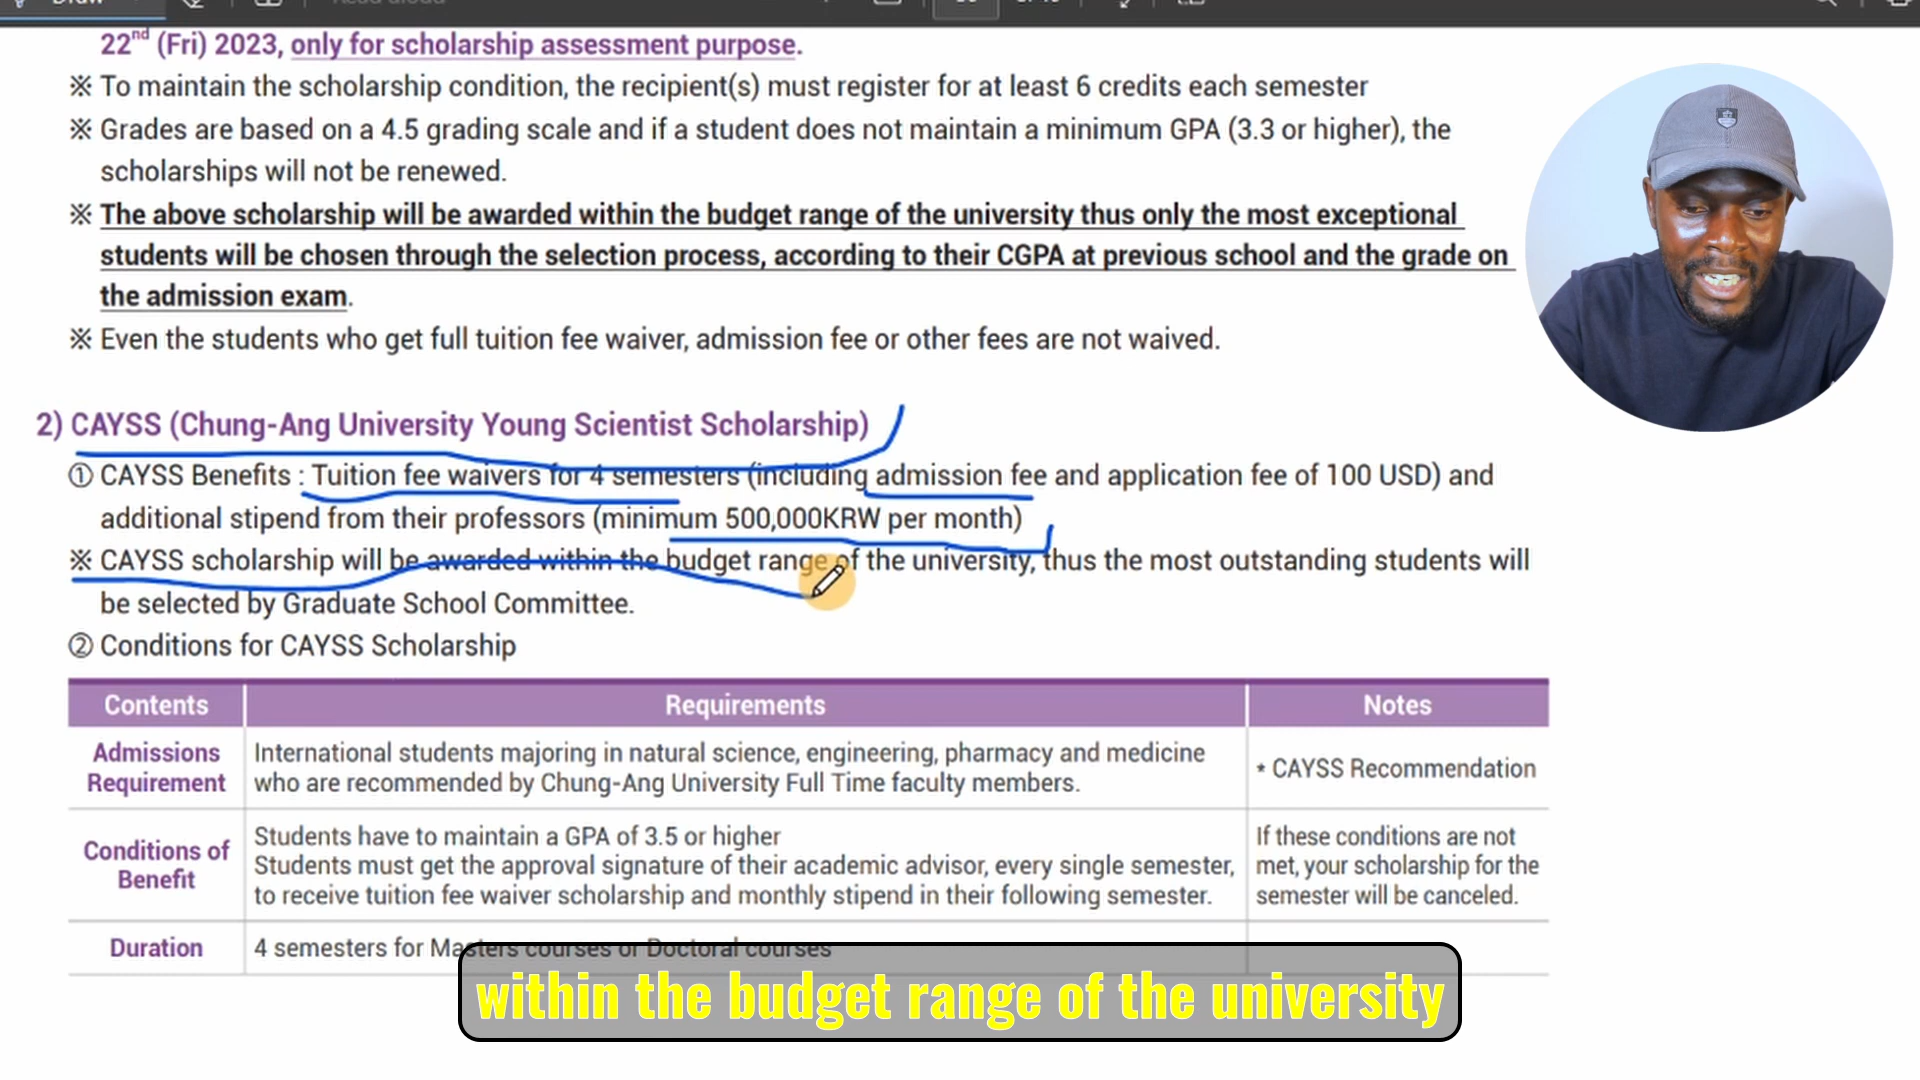 Draw
22nd (Fri) 2023, only for scholarship assessment purpose.
※ To maintain the scholarship condition, the recipient(s) must register for at least 6 credits each semester
※ Grades are based on a 4.5 grading scale and if a student does not maintain a minimum GPA (3.3 or higher), the
scholarships will not be renewed.
※ The above scholarship will be awarded within the budget range of the university thus only the most exceptional
students will be chosen through the selection process, according to their CGPA at previous school and the grade on
the admission exam.
※ Even the students who get full tuition fee waiver, admission fee or other fees are not waived.
2) CAYSS (Chung-Ang University Young Scientist Scholarship)
① CAYSS Benefits : Tuition fee waivers for 4 semesters (including admission fee and application fee of 100 USD) and
additional stipend from their professors (minimum 500,000KRW per month)
※ CAYSS scholarship will be awarded within the budget range of the university, thus the most outstanding students will
be selected by Graduate School Committee.
② Conditions for CAYSS Scholarship
Contents Requirements Notes
Admissions Requirement
International students majoring in natural science, engineering, pharmacy and medicine
who are recommended by Chung-Ang University Full Time faculty members.
* CAYSS Recommendation
Conditions of Benefit
Students have to maintain a GPA of 3.5 or higher
Students must get the approval signature of their academic advisor, every single semester,
to receive tuition fee waiver scholarship and monthly stipend in their following semester.
If these conditions are not
met, your scholarship for the
semester will be canceled.
Duration 4 semesters for Masters courses or Doctoral courses
within the budget range of the university